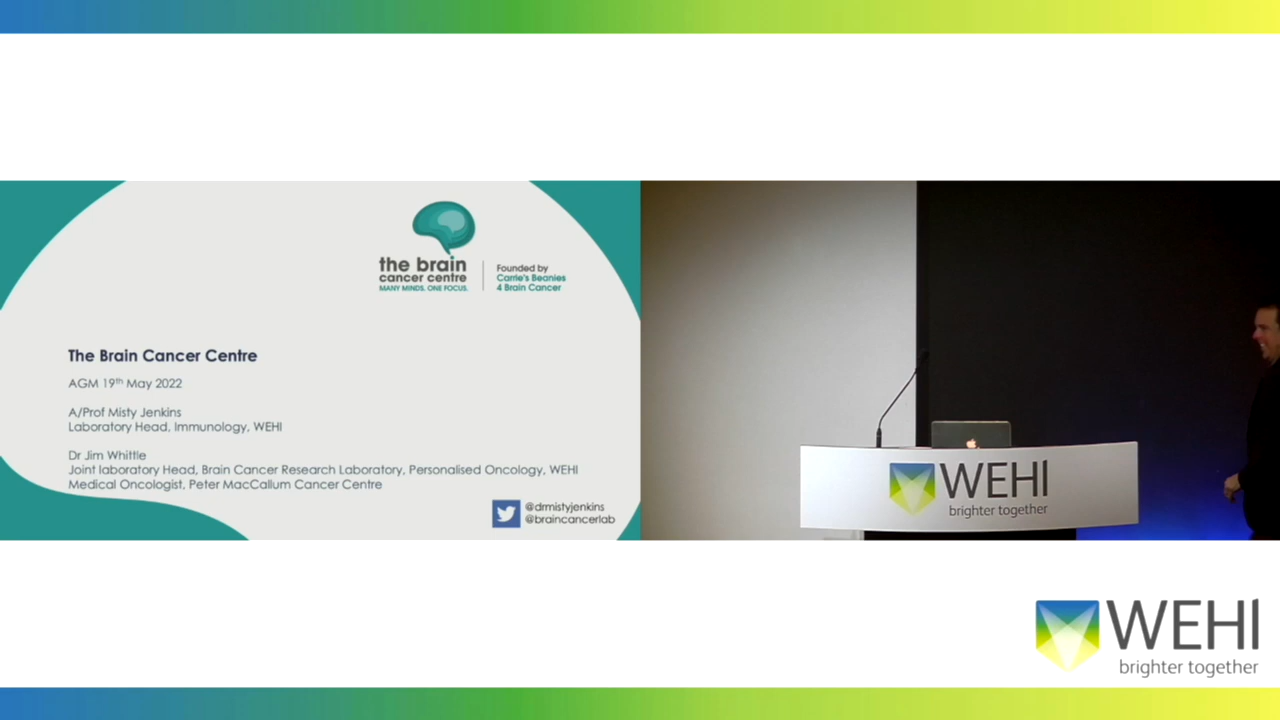 the brain
cancer centre
MANY MINDS. ONE FOCUS.
Founded by
Carrie's Beanies
4 Brain Cancer
The Brain Cancer Centre
AGM 19th May 2022
A/Prof Misty Jenkins
Laboratory Head, Immunology, WEHI
Dr Jim Whittle
Joint laboratory Head, Brain Cancer Research Laboratory, Personalised Oncology, WEHI
Medical Oncologist, Peter MacCallum Cancer Centre
@drmistyjenkins
@braincancerlab
WEHI
brighter together
WEHI
brighter together